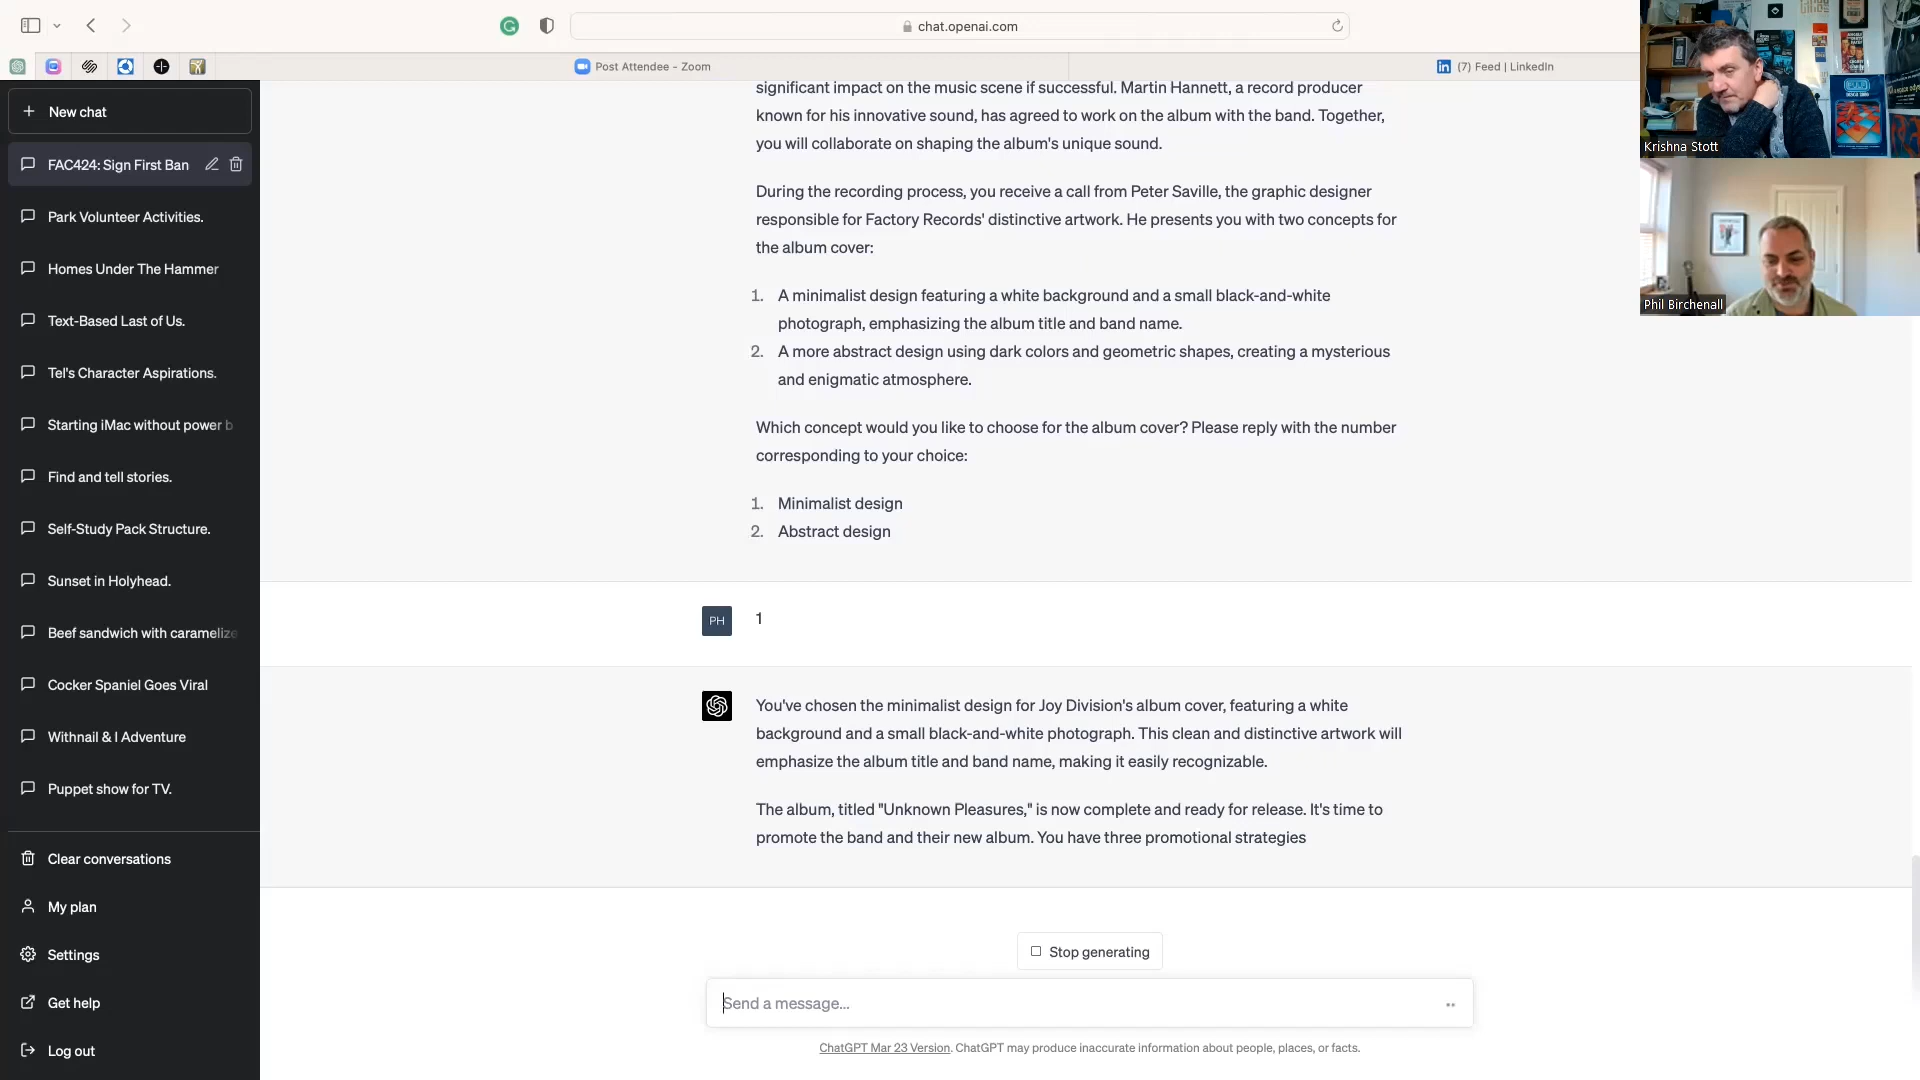 chat.openai.com
Post Attendee - Zoom
(7) Feed | LinkedIn
New chat
FAC424: Sign First Ban
Park Volunteer Activities.
Homes Under The Hammer
Text-Based Last of Us.
Tel's Character Aspirations.
Starting iMac without power b
Find and tell stories.
Self-Study Pack Structure.
Sunset in Holyhead.
Beef sandwich with caramelize
Cocker Spaniel Goes Viral
Withnail & I Adventure
Puppet show for TV.
Clear conversations
My plan
Settings
Get help
Log out
significant impact on the music scene if successful. Martin Hannett, a record producer
known for his innovative sound, has agreed to work on the album with the band. Together,
you will collaborate on shaping the album's unique sound.
During the recording process, you receive a call from Peter Saville, the graphic designer
responsible for Factory Records' distinctive artwork. He presents you with two concepts for
the album cover:
1. A minimalist design featuring a white background and a small black-and-white
photograph, emphasizing the album title and band name.
2. A more abstract design using dark colors and geometric shapes, creating a mysterious
and enigmatic atmosphere.
Which concept would you like to choose for the album cover? Please reply with the number
corresponding to your choice:
1. Minimalist design
2. Abstract design
PH
1
You've chosen the minimalist design for Joy Division's album cover, featuring a white
background and a small black-and-white photograph. This clean and distinctive artwork will
emphasize the album title and band name, making it easily recognizable.
The album, titled "Unknown Pleasures," is now complete and ready for release. It's time to
promote the band and their new album. You have three promotional strategies
Stop generating
Send a message...
ChatGPT Mar 23 Version. ChatGPT may produce inaccurate information about people, places, or facts.
Krishna Stott
Phil Birchenall